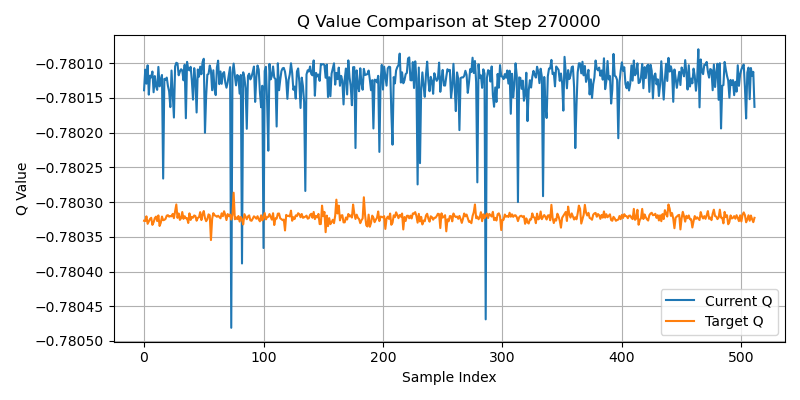 Q Value Comparison at Step 270000
−0.78010
−0.78015
−0.78020
−0.78025
−0.78030
−0.78035
−0.78040
−0.78045
−0.78050
Q Value
Current Q
Target Q
0 100 200 300 400 500
Sample Index